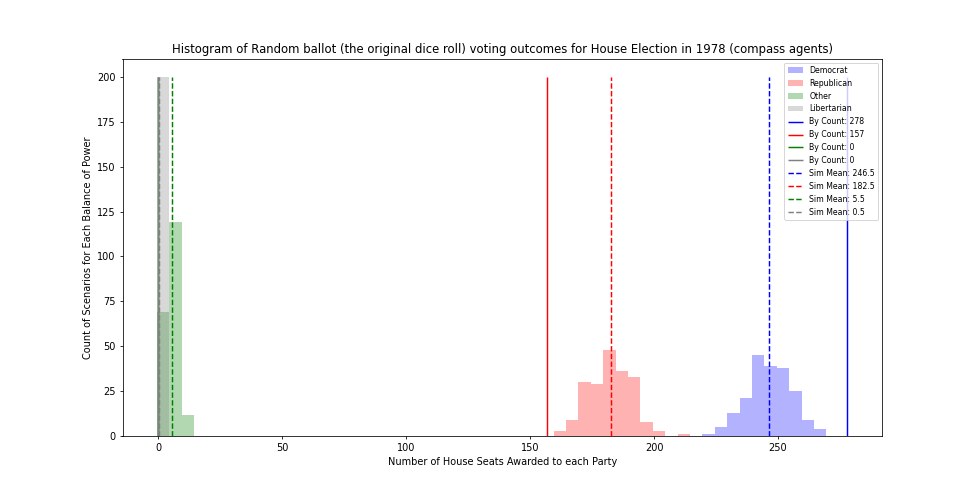 Histogram of Random ballot (the original dice roll) voting outcomes for House Election in 1978 (compass agents)
Count of Scenarios for Each Balance of Power
200
175
150
125
100
75
50
25
0
0 50 100 150 200 250
Number of House Seats Awarded to each Party
Democrat
Republican
Other
Libertarian
By Count: 278
By Count: 157
By Count: 0
By Count: 0
Sim Mean: 246.5
Sim Mean: 182.5
Sim Mean: 5.5
Sim Mean: 0.5